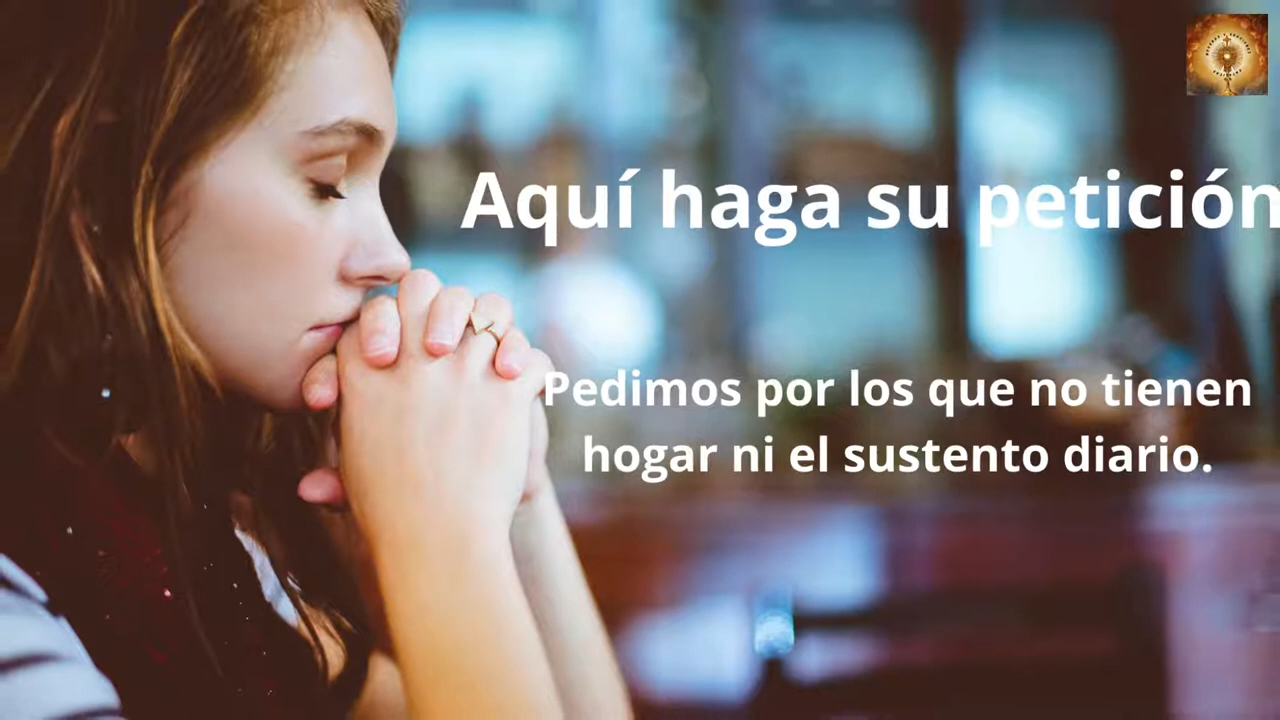 Aquí haga su petición
Pedimos por los que no tienen
hogar ni el sustento diario.